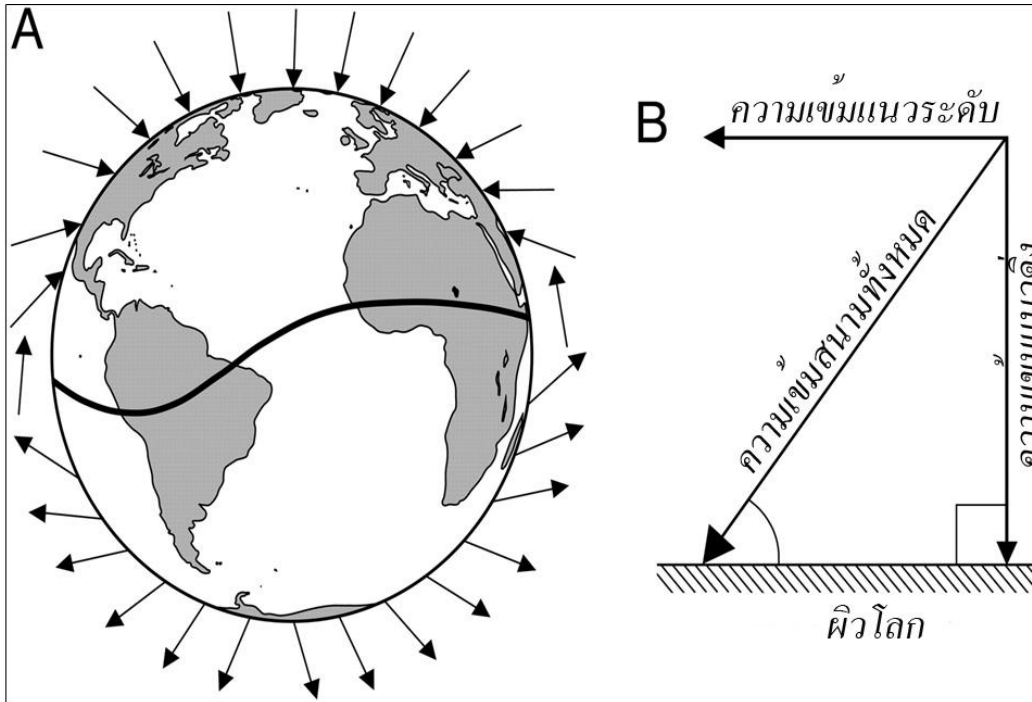 A
B
ความเข้มแนวระดับ
ความเข้มสนามทั้งหมด
ผิวโลก